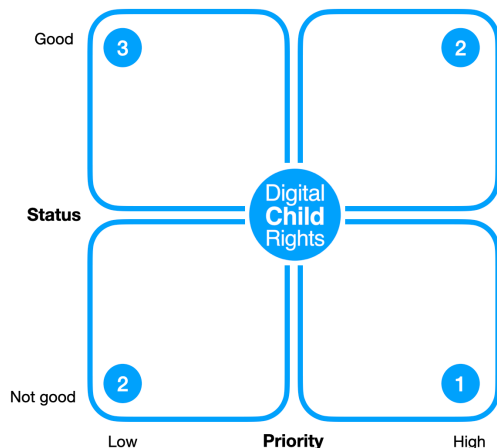 Good
3
2
Digital
Child
Rights
Status
Not good
2
1
Low
Priority
High